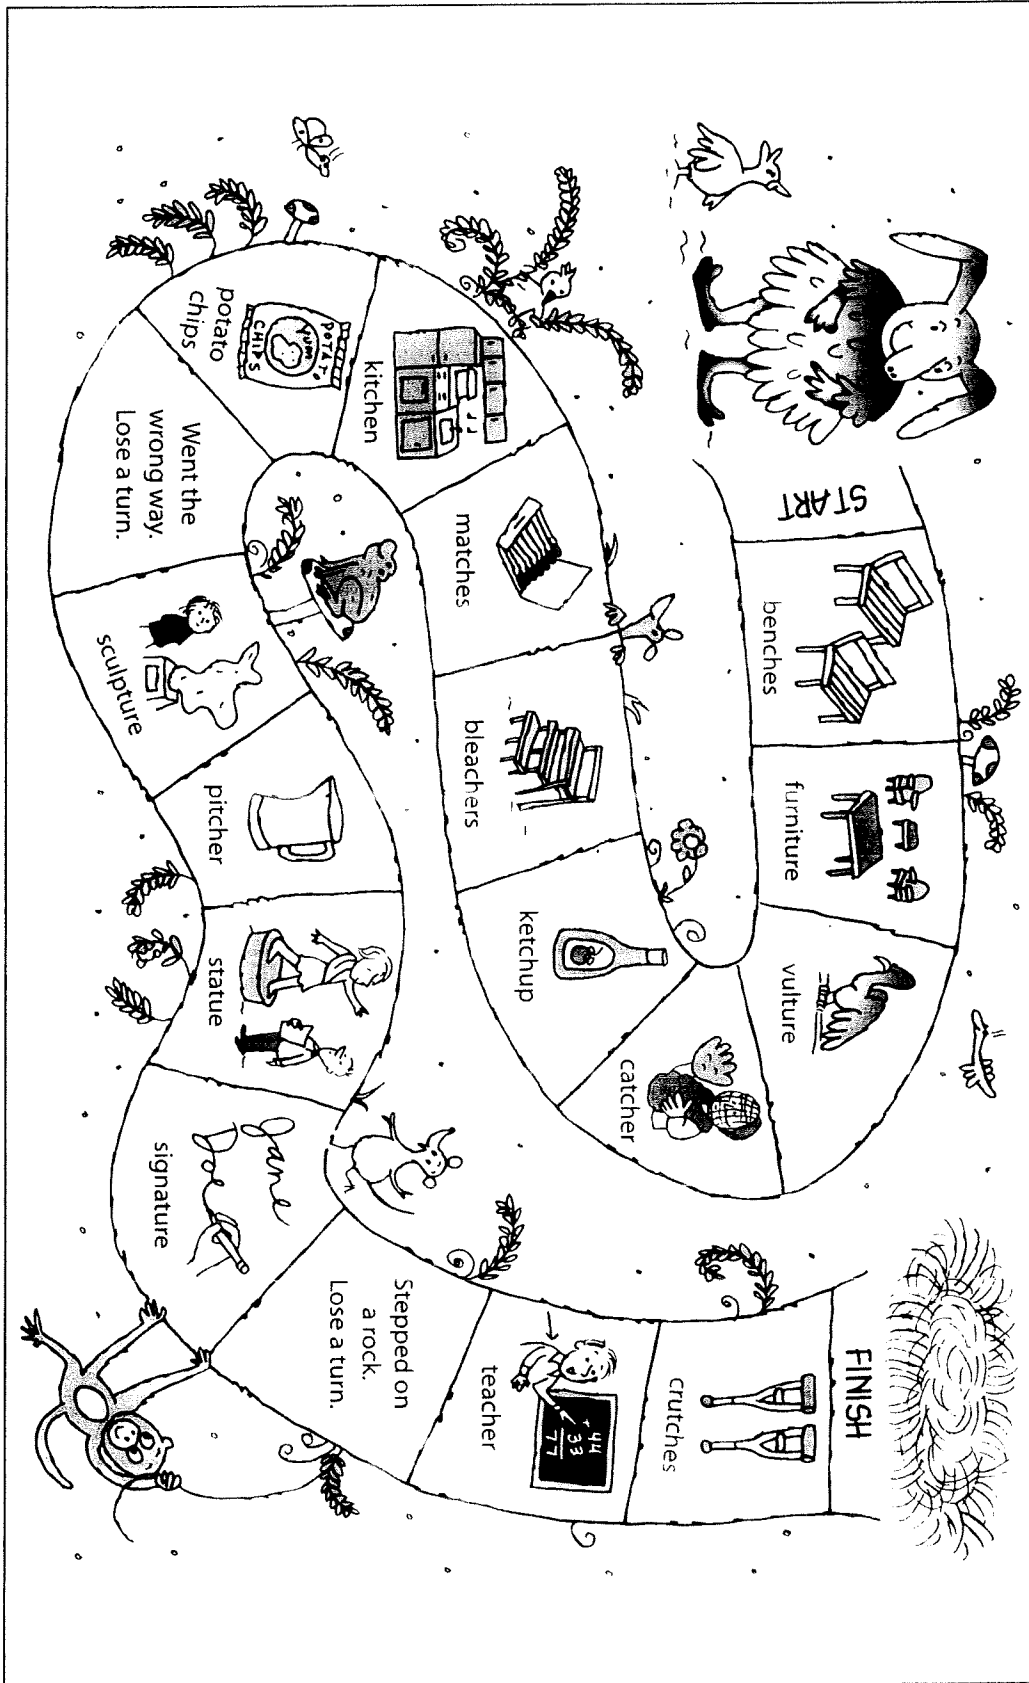 START
benches
furniture
vulture
catcher
ketchup
bleachers
matches
kitchen
potato
chips
POTATO
YUM
CHIPS
Went the
wrong way.
Lose a turn.
sculpture
pitcher
statue
signature
Jane
Doe
Stepped on
a rock.
Lose a turn.
teacher
44
+33
77
crutches
FINISH